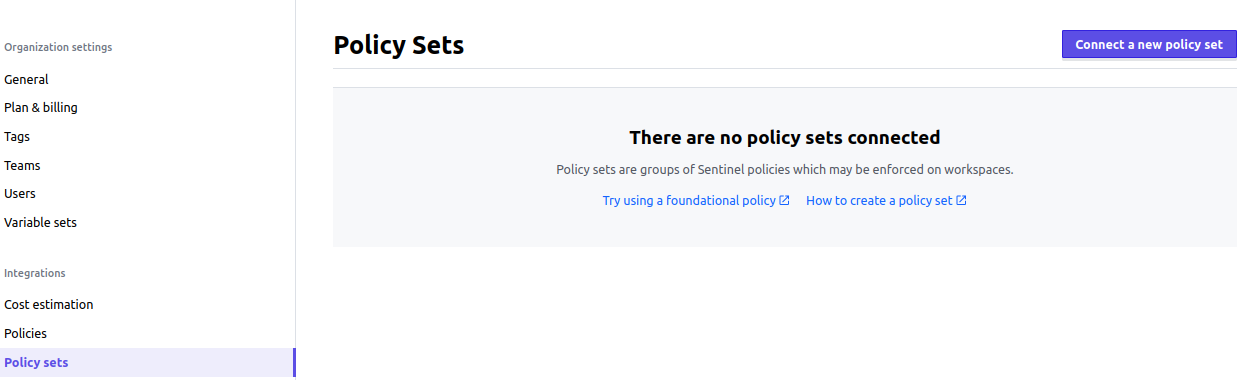 Organization settings
General
Plan & billing
Tags
Teams
Users
Variable sets
Integrations
Cost estimation
Policies
Policy sets
Policy Sets
Connect a new policy set
There are no policy sets connected
Policy sets are groups of Sentinel policies which may be enforced on workspaces.
Try using a foundational policy How to create a policy set